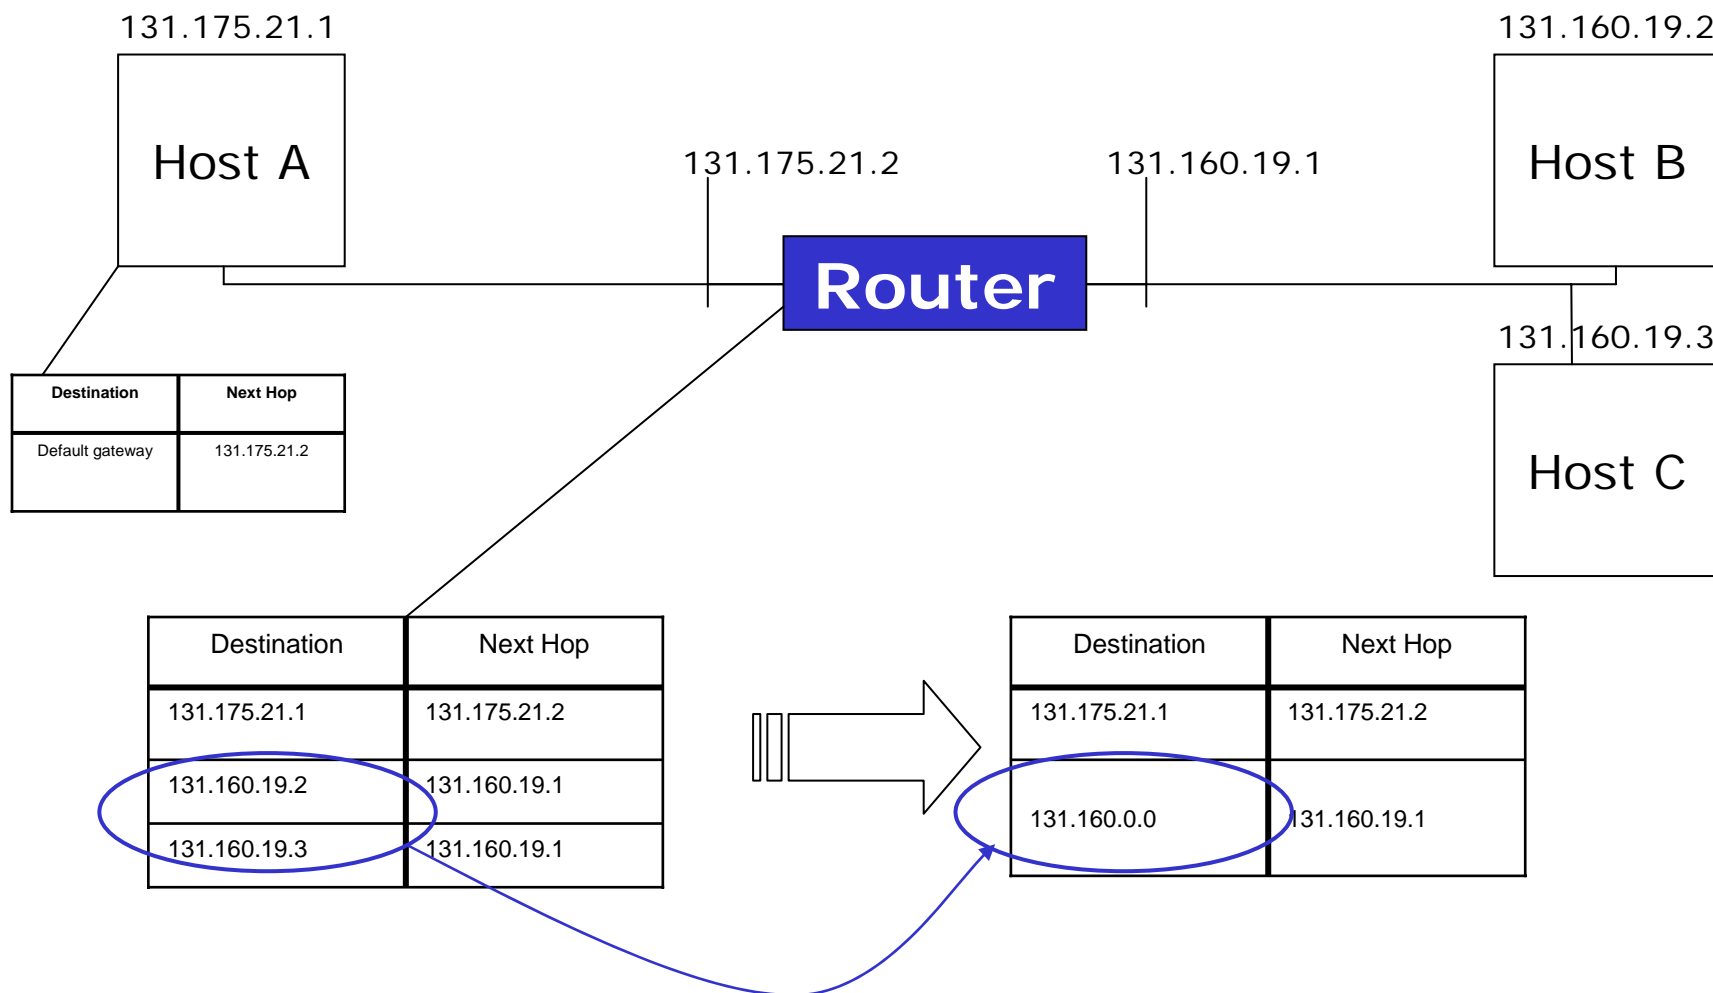 131.175.21.1
131.160.19.2
Host A
131.175.21.2
131.160.19.1
Host B
Router
131.160.19.3
Host C
Destination Next Hop
Default gateway 131.175.21.2
Destination Next Hop
131.175.21.1 131.175.21.2
131.160.19.2 131.160.19.1
131.160.19.3 131.160.19.1
Destination Next Hop
131.175.21.1 131.175.21.2
131.160.0.0 131.160.19.1